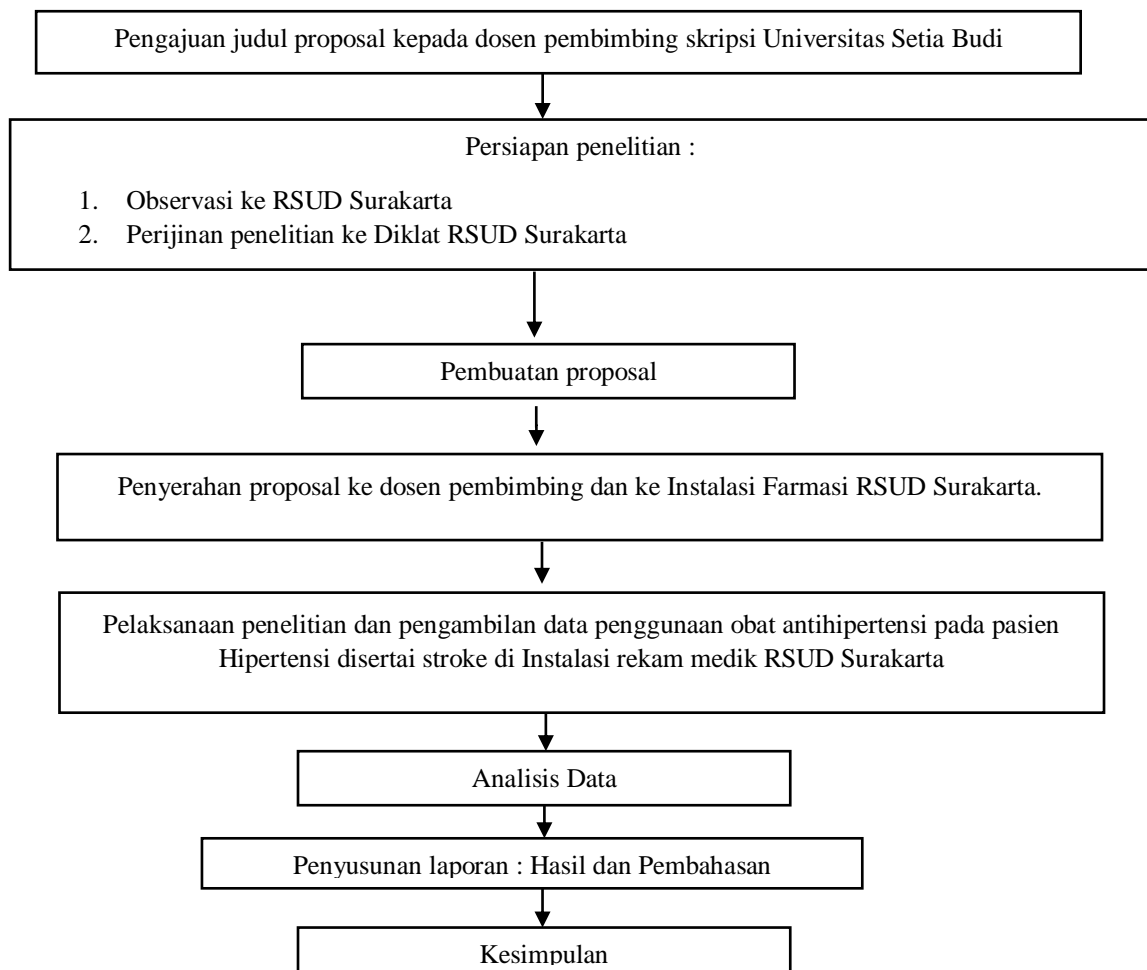 Pengajuan judul proposal kepada dosen pembimbing skripsi Universitas Setia Budi
Persiapan penelitian :
1. Observasi ke RSUD Surakarta
2. Perijinan penelitian ke Diklat RSUD Surakarta
Pembuatan proposal
Penyerahan proposal ke dosen pembimbing dan ke Instalasi Farmasi RSUD Surakarta.
Pelaksanaan penelitian dan pengambilan data penggunaan obat antihipertensi pada pasien
Hipertensi disertai stroke di Instalasi rekam medik RSUD Surakarta
Analisis Data
Penyusunan laporan : Hasil dan Pembahasan
Kesimpulan